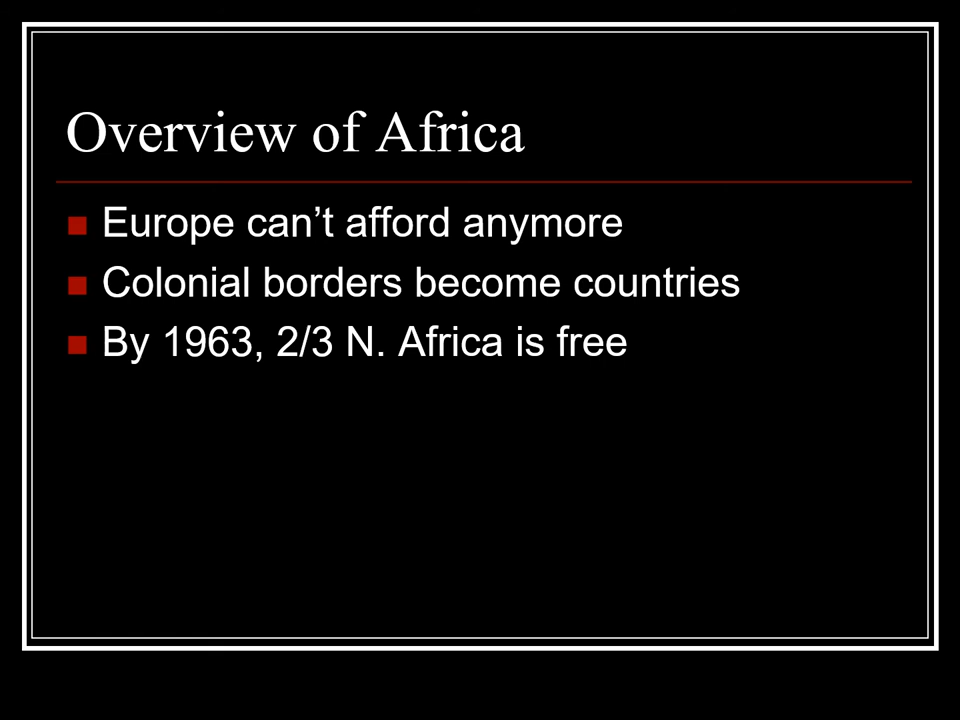 Overview of Africa
Europe can’t afford anymore
Colonial borders become countries
By 1963, 2/3 N. Africa is free